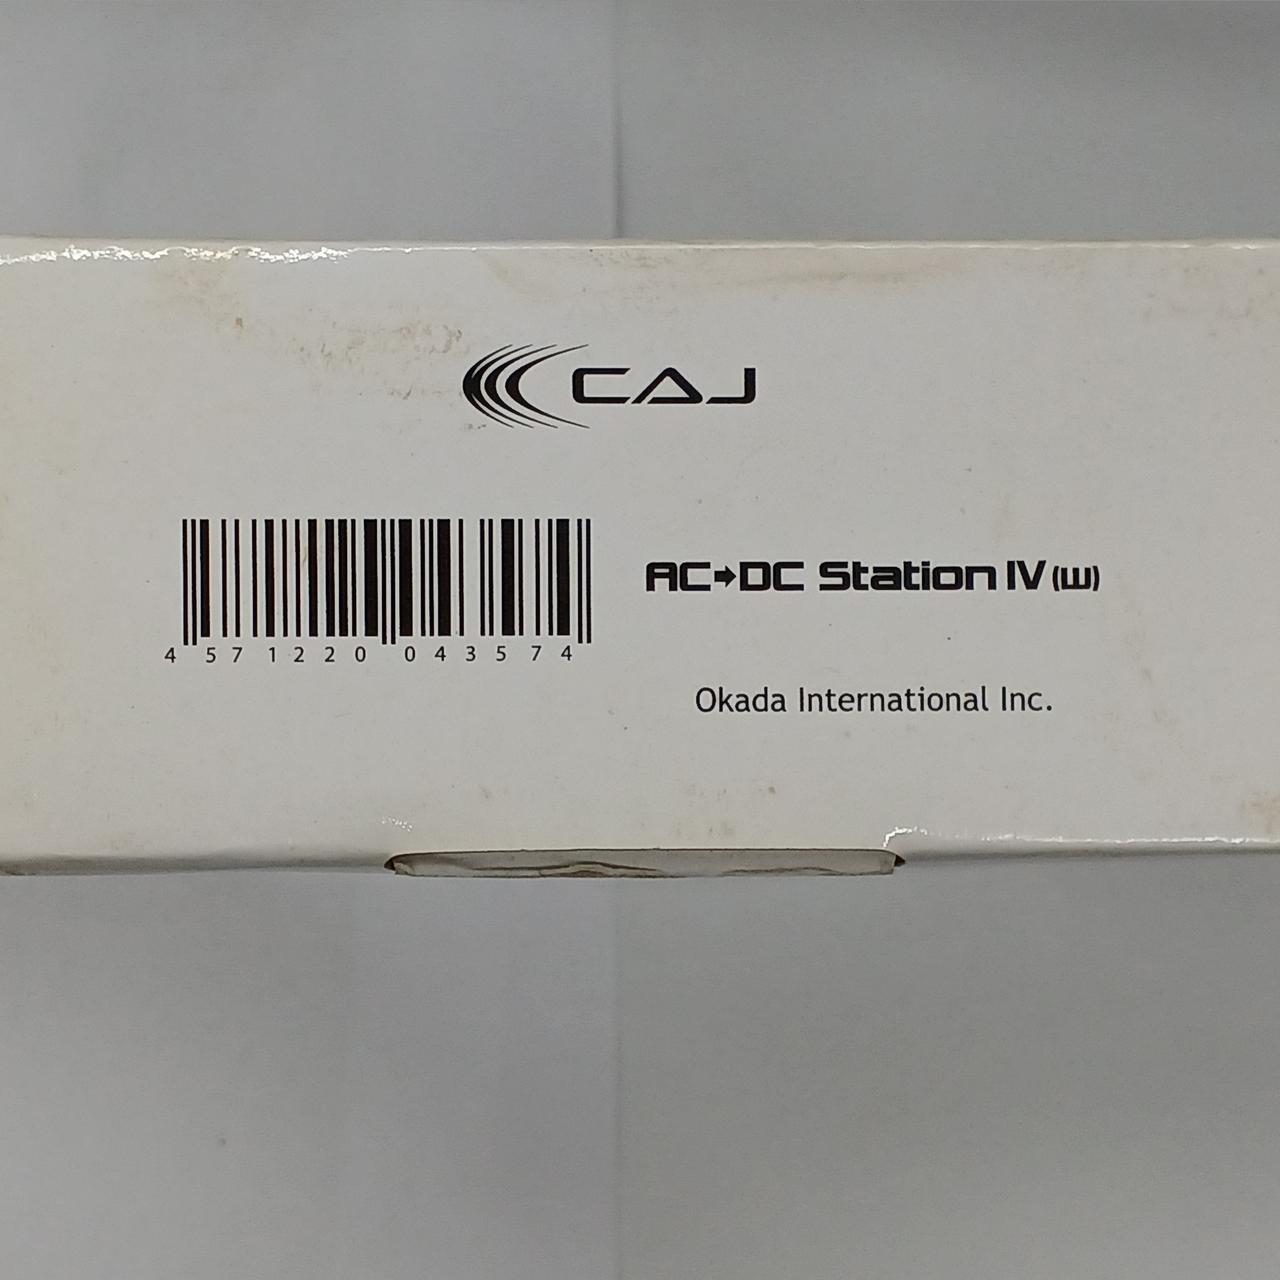 CAJ
4 571220 043574
AC➔DC Station IV (W)
Okada International Inc.